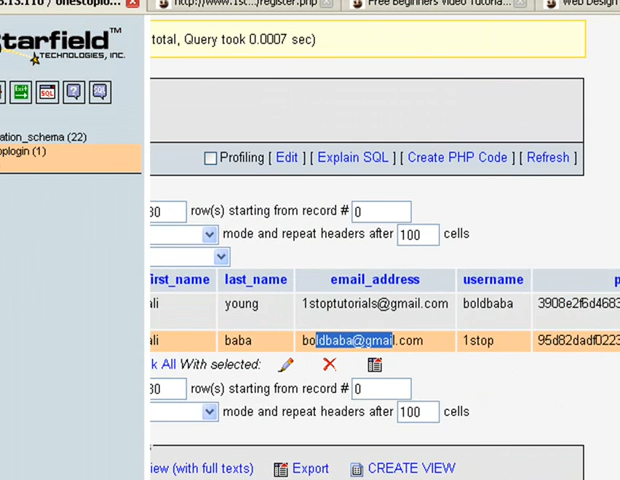 http://www.1st.../register.php
Free Beginners Video Tutoria...
Web Design
tarfield
TECHNOLOGIES, INC.
total, Query took 0.0007 sec)
ation_schema (22)
oplogin (1)
Profiling [ Edit ] [ Explain SQL ] [ Create PHP Code ] [ Refresh ]
30 row(s) starting from record # 0
mode and repeat headers after 100 cells
first_name last_name email_address username p
ali young 1stoptutorials@gmail.com boldbaba 3908e2f6d4683
ali baba boldbaba@gmail.com 1stop 95d82dadf0223
k All With selected:
30 row(s) starting from record # 0
mode and repeat headers after 100 cells
iew (with full texts) Export CREATE VIEW